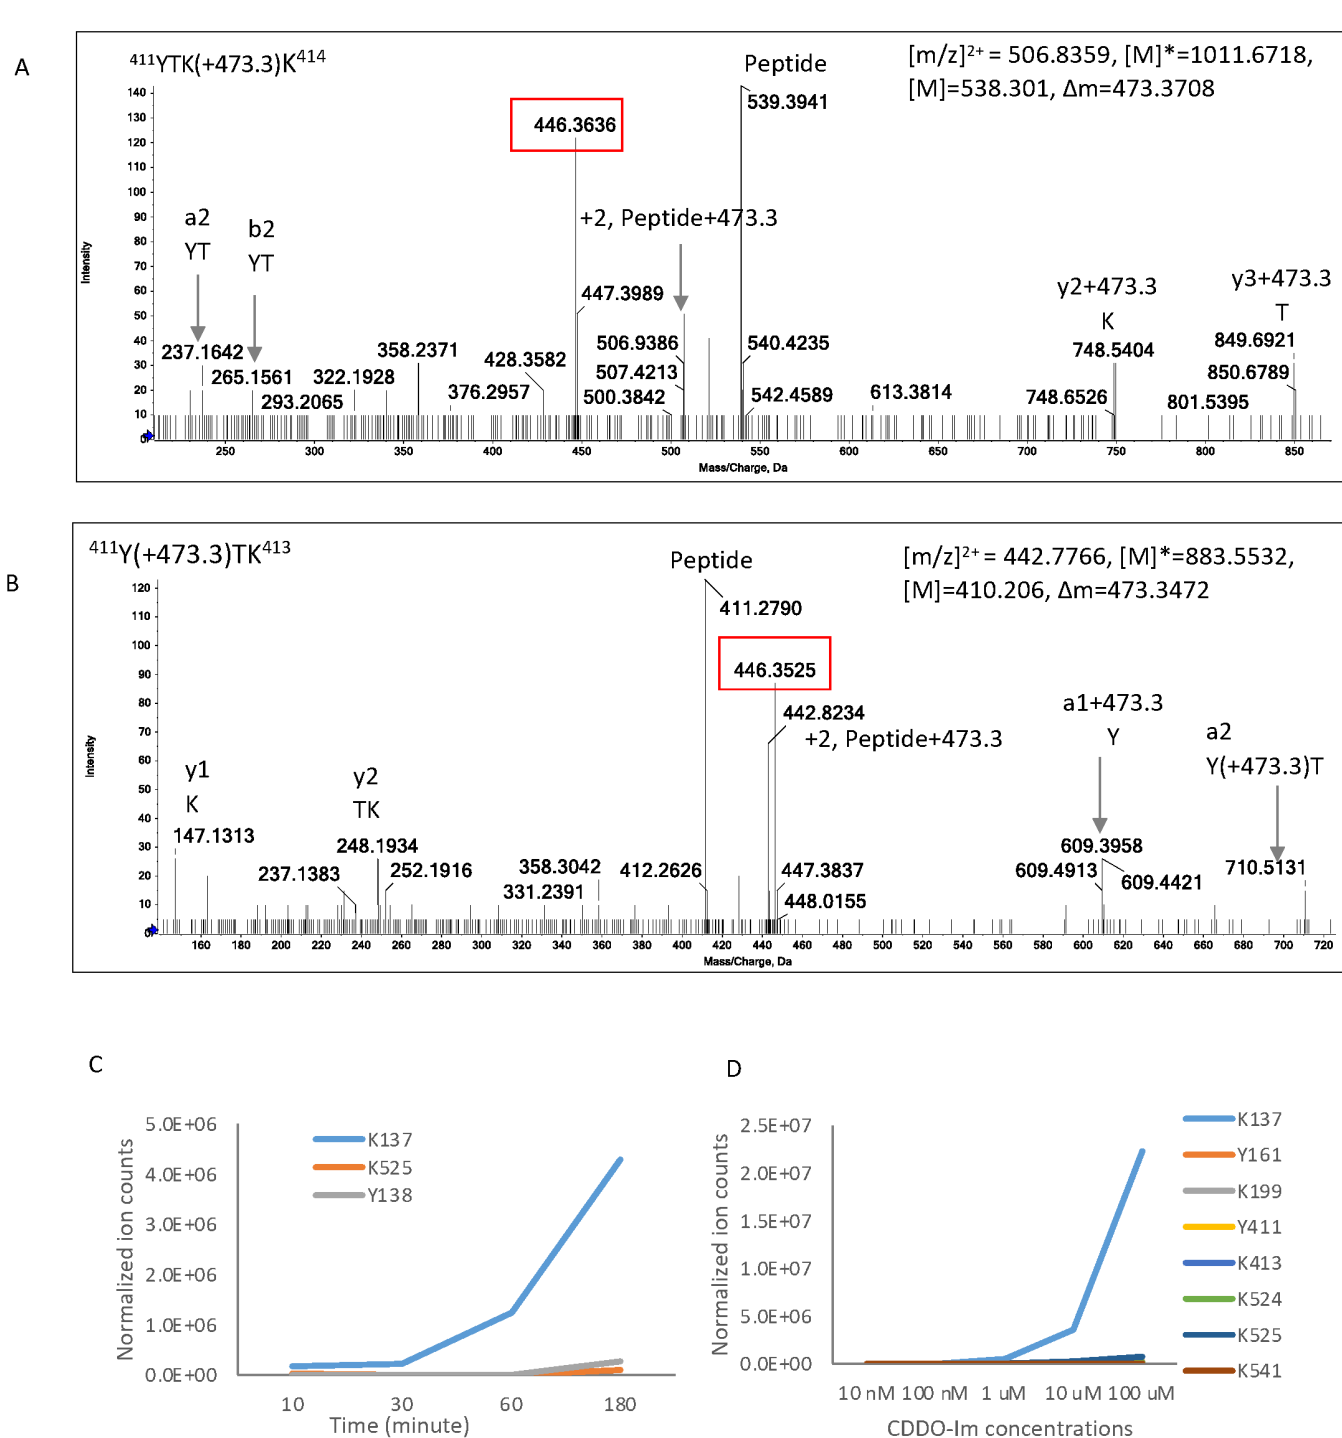 A
⁴¹¹YTK(+473.3)K⁴¹⁴
Peptide
[m/z]²⁺ = 506.8359, [M]*=1011.6718,
[M]=538.301, Δm=473.3708
140
130
120
110
100
90
80
70
60
50
40
30
20
10
0
Intensity
539.3941
446.3636
a2
YT
b2
YT
+2, Peptide+473.3
447.3989
y2+473.3
K
y3+473.3
T
237.1642
265.1561
293.2065
322.1928
358.2371
376.2957
428.3582
506.9386
507.4213
500.3842
540.4235
542.4589
613.3814
748.5404
748.6526
801.5395
849.6921
850.6789
250 300 350 400 450 500 550 600 650 700 750 800 850
Mass/Charge, Da
B
⁴¹¹Y(+473.3)TK⁴¹³
Peptide
[m/z]²⁺ = 442.7766, [M]*=883.5532,
[M]=410.206, Δm=473.3472
120
110
100
90
80
70
60
50
40
30
20
10
0
Intensity
411.2790
446.3525
442.8234
+2, Peptide+473.3
a1+473.3
Y
a2
Y(+473.3)T
y1
K
y2
TK
147.1313
248.1934
237.1383
252.1916
358.3042
331.2391
412.2626
447.3837
448.0155
609.3958
609.4913
609.4421
710.5131
160 180 200 220 240 260 280 300 320 340 360 380 400 420 440 460 480 500 520 540 560 580 600 620 640 660 680 700 720
Mass/Charge, Da
C
Normalized ion counts
5.0E+06
4.0E+06
3.0E+06
2.0E+06
1.0E+06
0.0E+00
K137
K525
Y138
10 30 60 180
Time (minute)
D
Normalized ion counts
2.5E+07
2.0E+07
1.5E+07
1.0E+07
5.0E+06
0.0E+00
10 nM 100 nM 1 uM 10 uM 100 uM
CDDO-Im concentrations
K137
Y161
K199
Y411
K413
K524
K525
K541